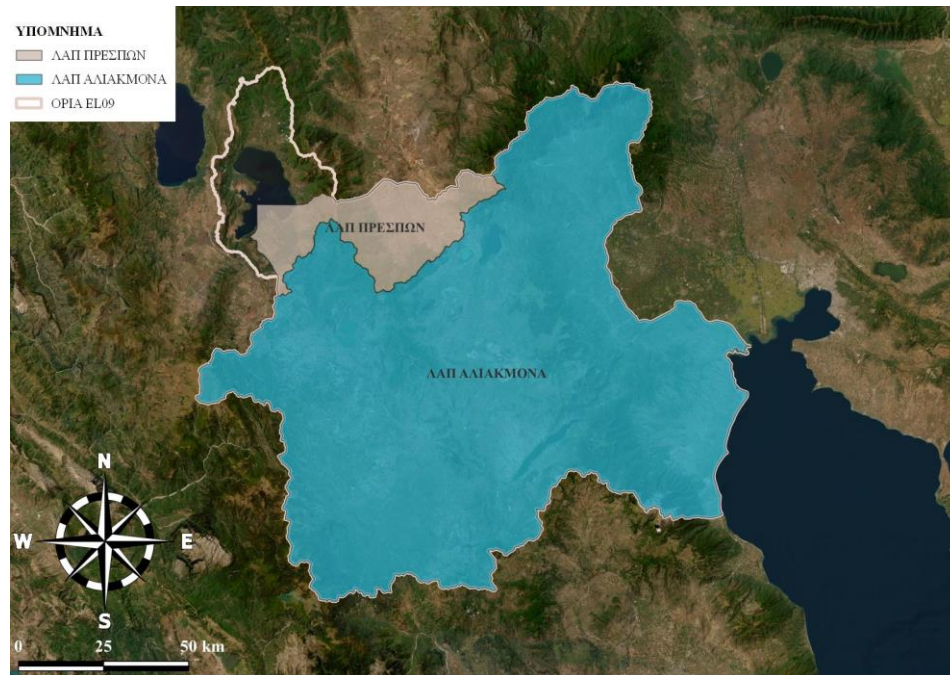 ΥΠΟΜΝΗΜΑ
ΛΑΠ ΠΡΕΣΠΩΝ
ΛΑΠ ΑΛΙΑΚΜΟΝΑ
ΟΡΙΑ EL09
ΛΑΠ ΠΡΕΣΠΩΝ
ΛΑΠ ΑΛΙΑΚΜΟΝΑ
N
W E
S
0 25 50 km